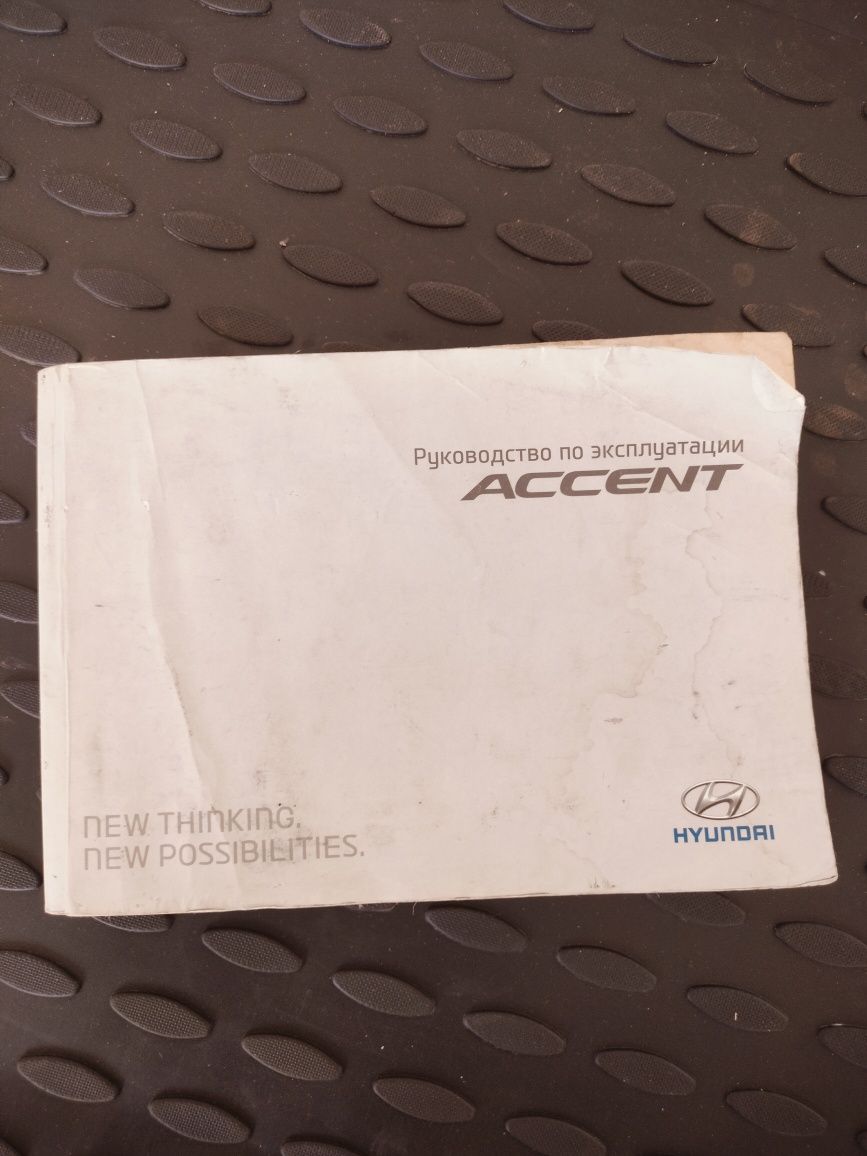 Руководство по эксплуатации
ACCENT
NEW THINKING.
NEW POSSIBILITIES.
HYUNDAI